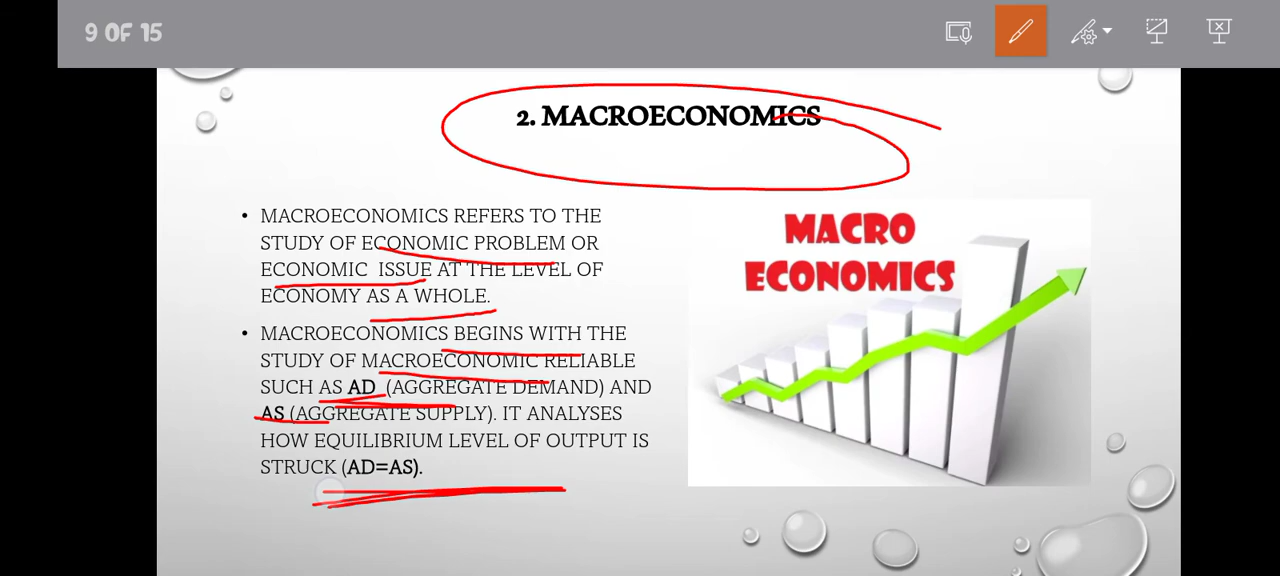 9 OF 15
2. MACROECONOMICS
• MACROECONOMICS REFERS TO THE
STUDY OF ECONOMIC PROBLEM OR
ECONOMIC ISSUE AT THE LEVEL OF
ECONOMY AS A WHOLE.
• MACROECONOMICS BEGINS WITH THE
STUDY OF MACROECONOMIC RELIABLE
SUCH AS AD (AGGREGATE DEMAND) AND
AS (AGGREGATE SUPPLY). IT ANALYSES
HOW EQUILIBRIUM LEVEL OF OUTPUT IS
STRUCK (AD=AS).
MACRO
ECONOMICS